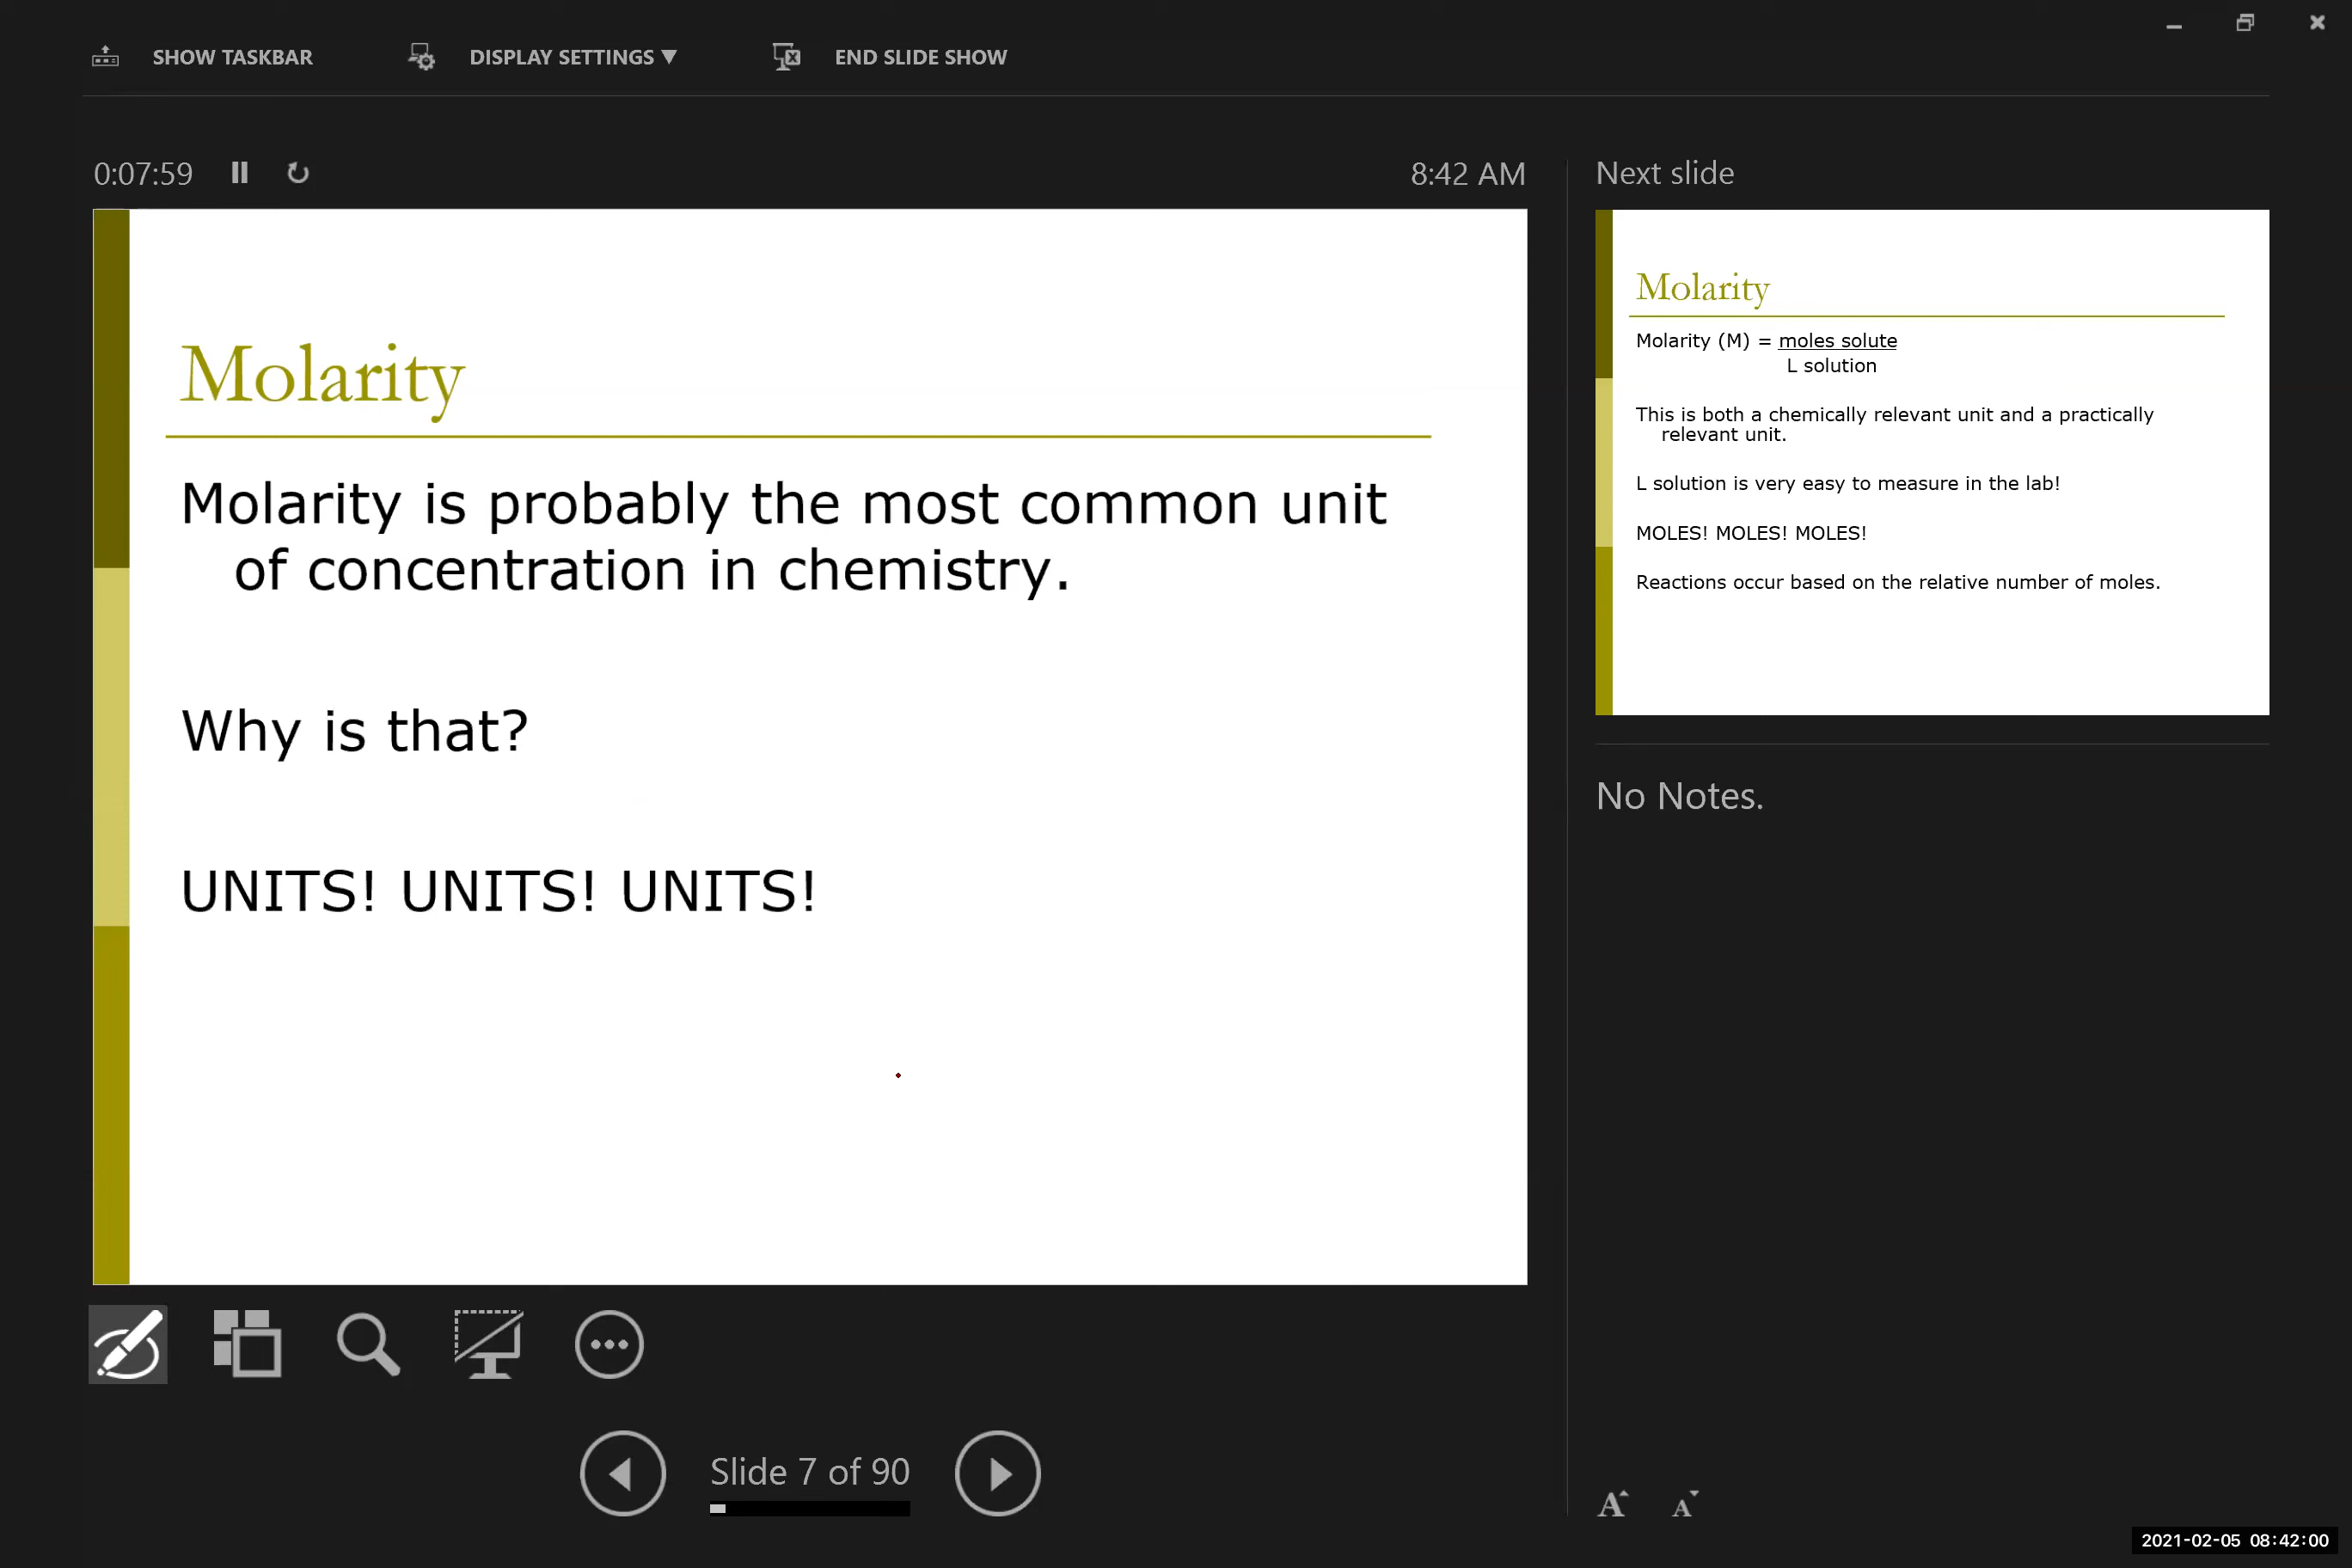 SHOW TASKBAR
DISPLAY SETTINGS ▼
END SLIDE SHOW
0:07:59
8:42 AM
Molarity
Molarity is probably the most common unit
of concentration in chemistry.
Why is that?
UNITS! UNITS! UNITS!
Slide 7 of 90
Next slide
Molarity
Molarity (M) = moles solute
L solution
This is both a chemically relevant unit and a practically
relevant unit.
L solution is very easy to measure in the lab!
MOLES! MOLES! MOLES!
Reactions occur based on the relative number of moles.
No Notes.
A A
2021-02-05 08:42:00